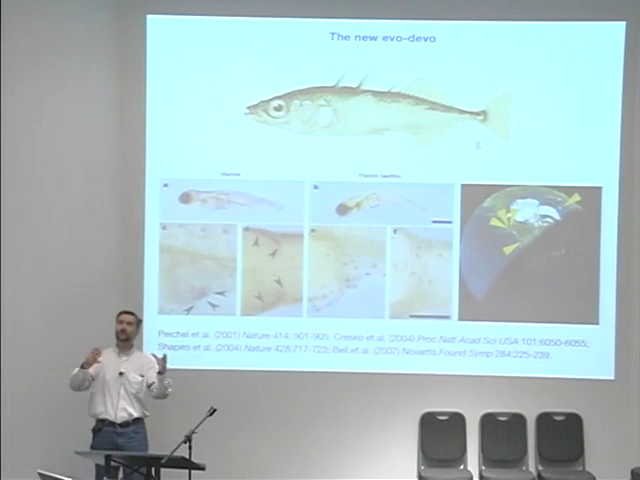 The new evo-devo
Marine
a
b
Peichel et al. (2001) Nature 414: 901-905; Cresko et al. (2004) Proc Natl Acad Sci USA 101:6050-6055;
Shapiro et al. (2004) Nature 428:717-723; Bell et al. (2007) Novartis Found Symp 284:225-239.